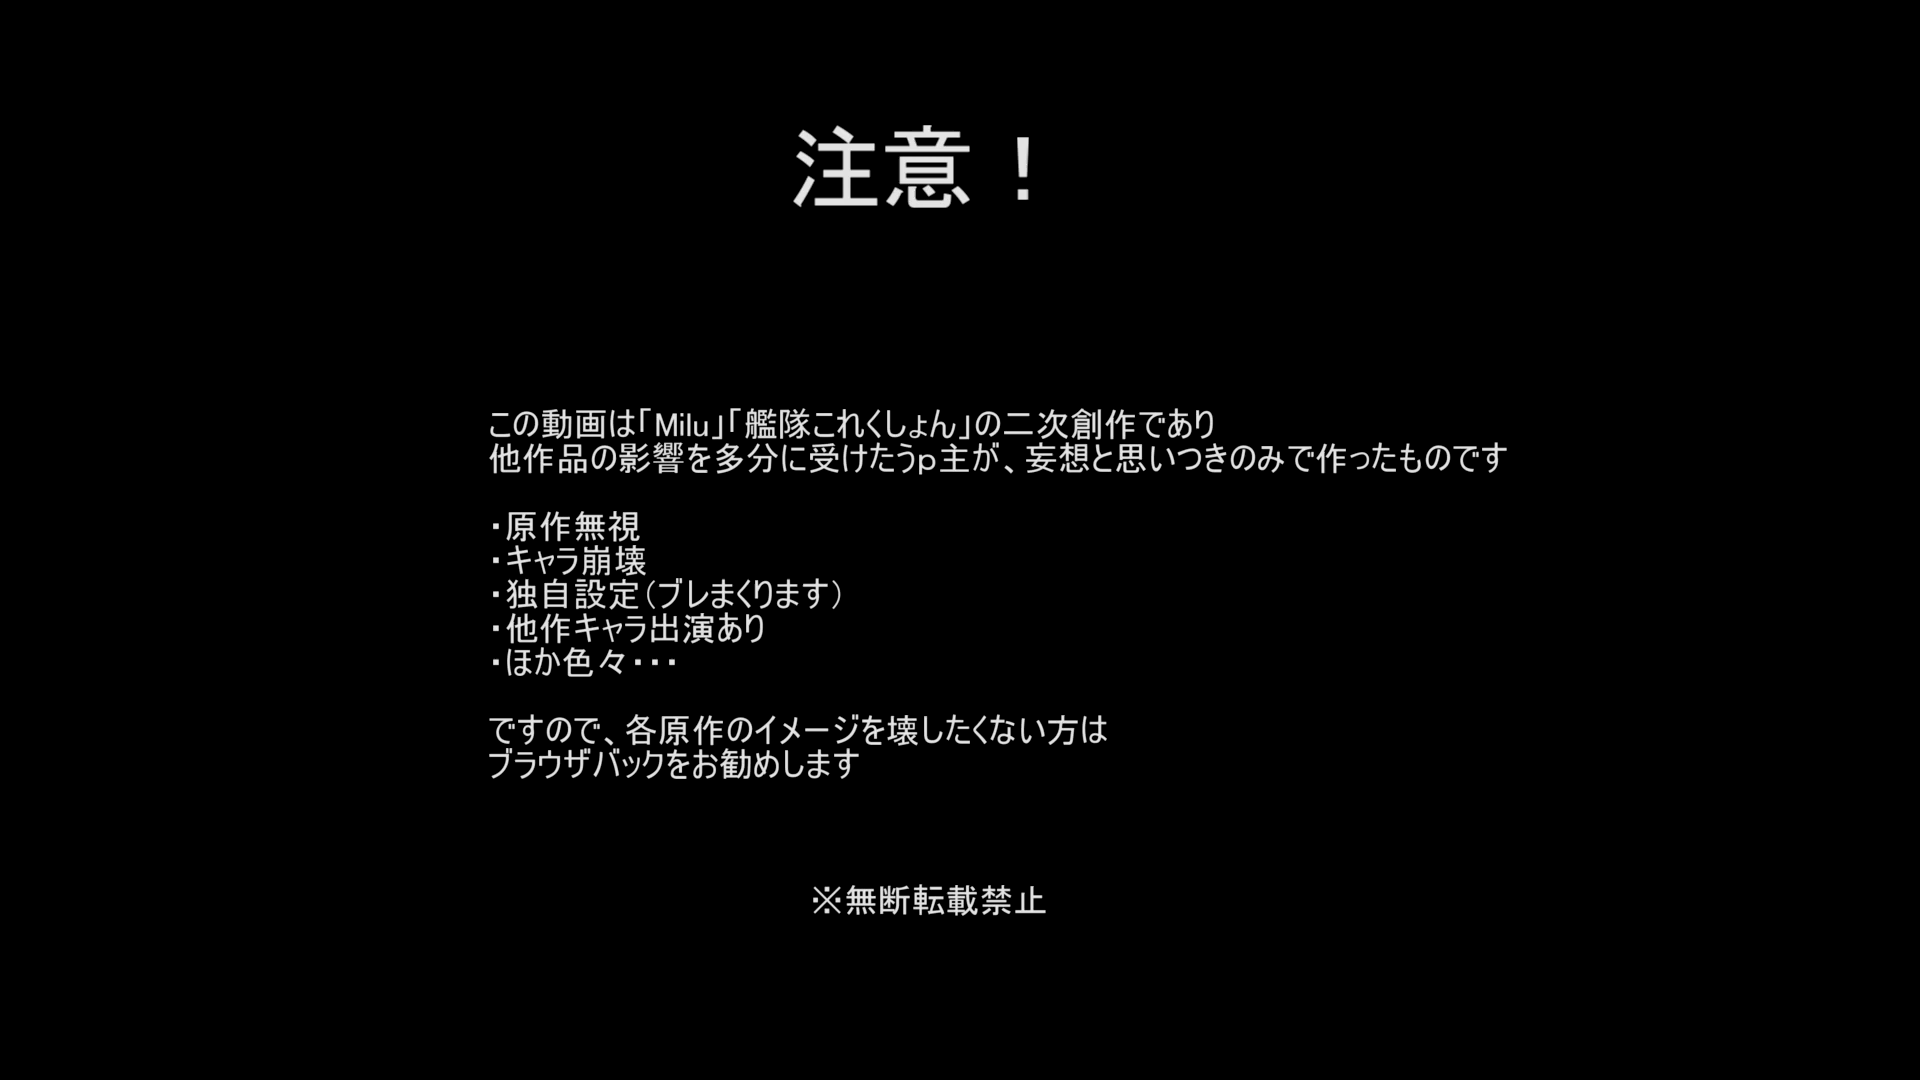 注意！
この動画は｢Milu｣｢艦隊これくしょん｣の二次創作であり
他作品の影響を多分に受けたうp主が、妄想と思いつきのみで作ったものです
・原作無視
・キャラ崩壊
・独自設定(ブレまくります)
・他作キャラ出演あり
・ほか色々・・・
ですので、各原作のイメージを壊したくない方は
ブラウザバックをお勧めします
※無断転載禁止